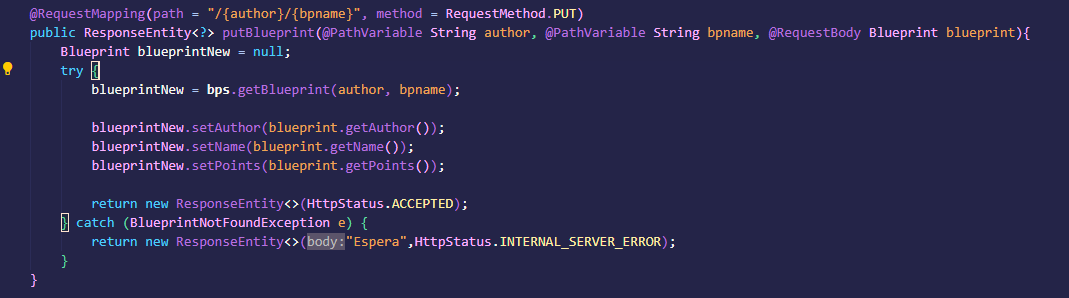 @RequestMapping(path = "/{author}/{bpname}", method = RequestMethod.PUT)
public ResponseEntity<?> putBlueprint(@PathVariable String author, @PathVariable String bpname, @RequestBody Blueprint blueprint){
    Blueprint blueprintNew = null;
    try {
        blueprintNew = bps.getBlueprint(author, bpname);

        blueprintNew.setAuthor(blueprint.getAuthor());
        blueprintNew.setName(blueprint.getName());
        blueprintNew.setPoints(blueprint.getPoints());

        return new ResponseEntity<>(HttpStatus.ACCEPTED);
    } catch (BlueprintNotFoundException e) {
        return new ResponseEntity<>(body:"Espera",HttpStatus.INTERNAL_SERVER_ERROR);
    }
}